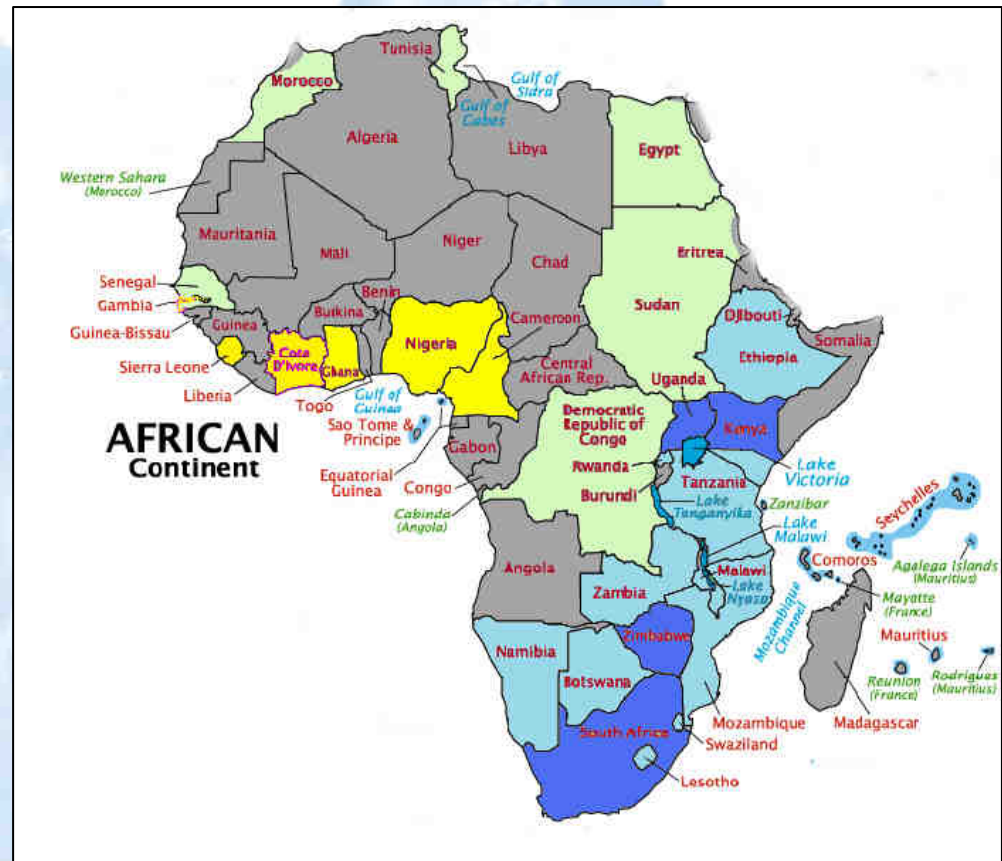 Tunisia
Gulf of
Sidra
Morocco
Gulf of
Gabes
Algeria
Libya
Egypt
Western Sahara
(Morocco)
Mauritania
Mali
Niger
Chad
Eritrea
Senegal
Gambia
Guinea-Bissau
Guinea
Burkina
Benin
Sudan
Djibouti
Cameroon
Nigeria
Ethiopia
Somalia
Sierra Leone
Cote
D'Ivore
Ghana
Central
African Rep.
Liberia
Togo
Gulf of
Guinea
Uganda
Kenya
Sao Tome &
Principe
Democratic
Republic of
Congo
AFRICAN
Continent
Gabon
Equatorial
Guinea
Congo
Rwanda
Burundi
Tanzania
Lake
Victoria
Lake
Tanganyika
Zanzibar
Seychelles
Cabinda
(Angola)
Lake
Malawi
Comoros
Agalega Islands
(Mauritius)
Angola
Malawi
Lake
Nyasa
Zambia
Mayatte
(France)
Mozambique
Channel
Mauritius
Zimbabwe
Namibia
Botswana
Reunion
(France)
Rodrigues
(Mauritius)
Mozambique
Madagascar
South Africa
Swaziland
Lesotho